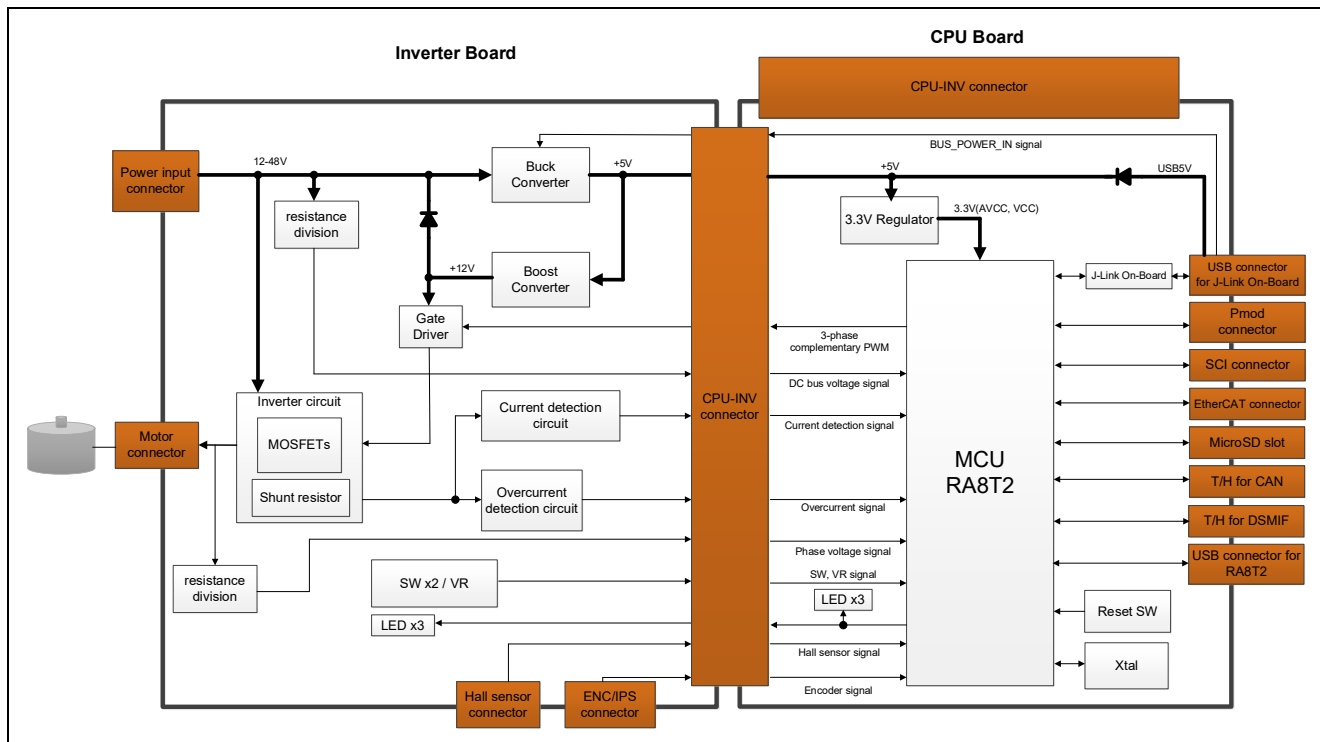 Inverter Board
CPU Board
CPU-INV connector
Power input
connector
12-48V
Buck
Converter
+5V
BUS_POWER_IN signal
+5V
USB5V
resistance
division
3.3V Regulator
3.3V(AVCC, VCC)
+12V
Boost
Converter
J-Link On-Board
USB connector
for J-Link On-Board
Gate
Driver
Pmod
connector
3-phase
complementary PWM
SCI connector
DC bus voltage signal
CPU-INV
connector
Inverter circuit
MOSFETs
Shunt resistor
Current detection
circuit
Current detection signal
EtherCAT connector
Motor
connector
MicroSD slot
MCU
RA8T2
T/H for CAN
Overcurrent
detection circuit
Overcurrent signal
T/H for DSMIF
Phase voltage signal
USB connector for
RA8T2
resistance
division
SW x2 / VR
SW, VR signal
LED x3
LED x3
Reset SW
Hall sensor signal
Xtal
Hall sensor
connector
ENC/IPS
connector
Encoder signal